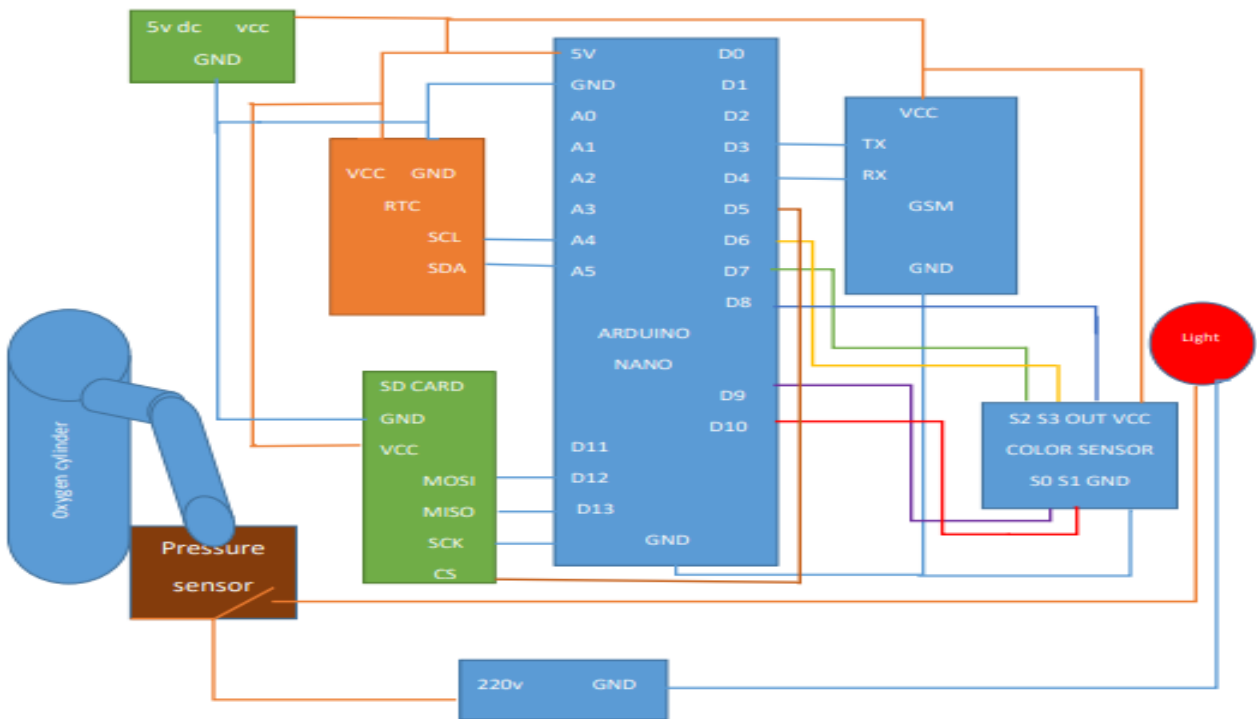 5v dc vcc
GND
VCC GND
RTC
SCL
SDA
SD CARD
GND
VCC
MOSI
MISO
SCK
CS
5V
GND
A0
A1
A2
A3
A4
A5
D0
D1
D2
D3
D4
D5
D6
D7
D8
ARDUINO
NANO
D9
D10
D11
D12
D13
GND
VCC
TX
RX
GSM
GND
Light
S2 S3 OUT VCC
COLOR SENSOR
S0 S1 GND
Oxygen cylinder
Pressure
sensor
220v GND